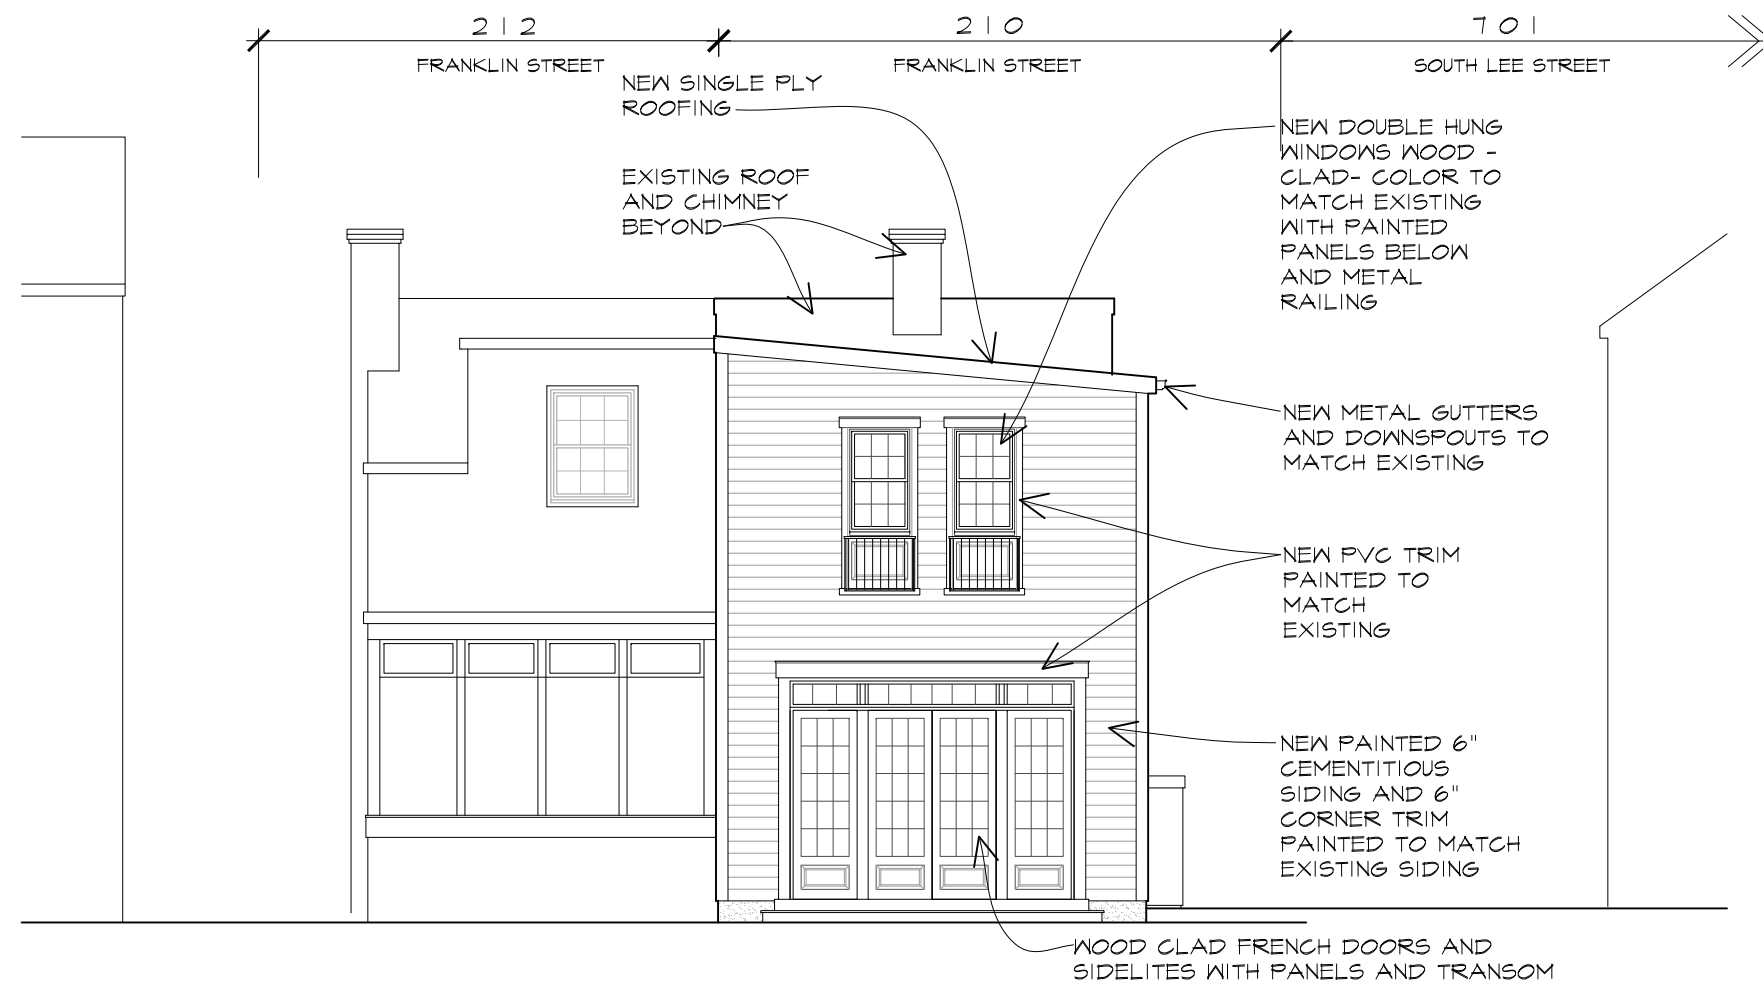 212
FRANKLIN STREET
210
FRANKLIN STREET
701
SOUTH LEE STREET
NEW SINGLE PLY
ROOFING
EXISTING ROOF
AND CHIMNEY
BEYOND
NEW DOUBLE HUNG
WINDOWS WOOD -
CLAD- COLOR TO
MATCH EXISTING
WITH PAINTED
PANELS BELOW
AND METAL
RAILING
NEW METAL GUTTERS
AND DOWNSPOUTS TO
MATCH EXISTING
NEW PVC TRIM
PAINTED TO
MATCH
EXISTING
NEW PAINTED 6"
CEMENTITIOUS
SIDING AND 6"
CORNER TRIM
PAINTED TO MATCH
EXISTING SIDING
WOOD CLAD FRENCH DOORS AND
SIDELITES WITH PANELS AND TRANSOM